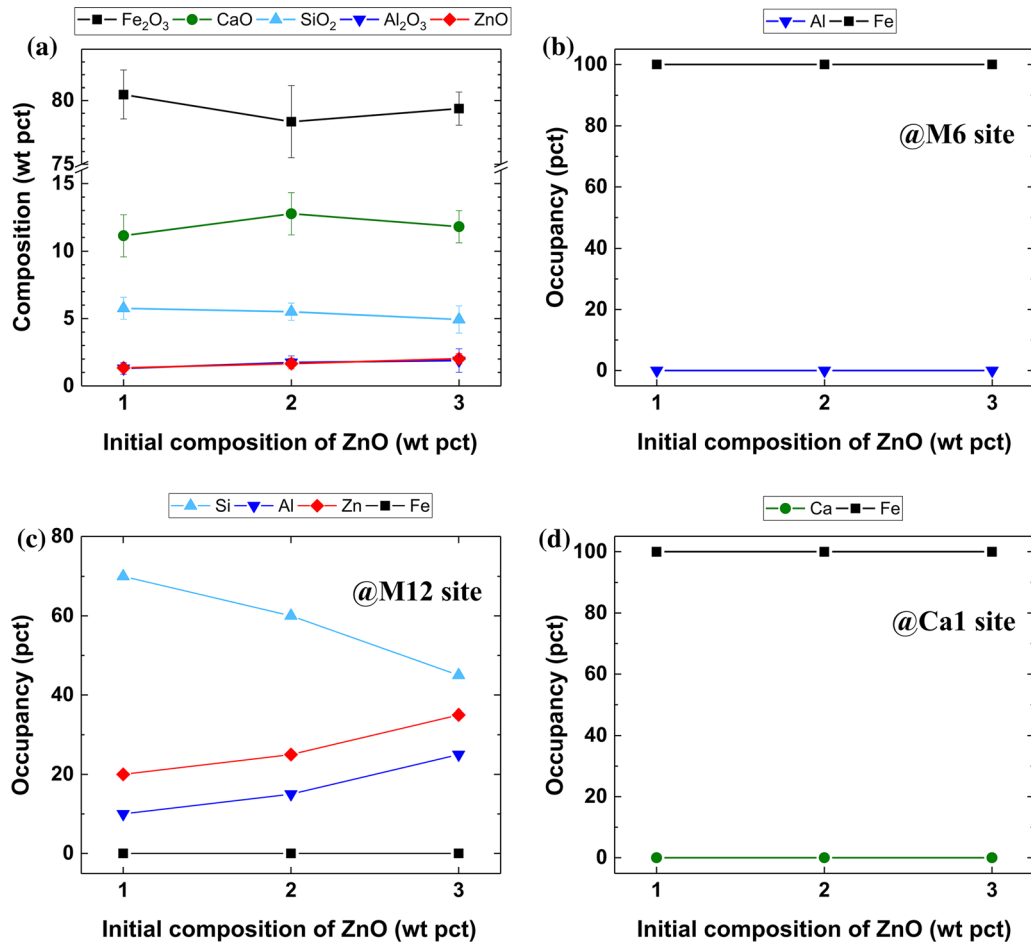 Fe₂O₃ CaO SiO₂ Al₂O₃ ZnO
(a)
Composition (wt pct)
80
75
15
10
5
0
1 2 3
Initial composition of ZnO (wt pct)
Al Fe
(b)
@M6 site
Occupancy (pct)
100
80
60
40
20
0
1 2 3
Initial composition of ZnO (wt pct)
Si Al Zn Fe
(c)
@M12 site
Occupancy (pct)
80
60
40
20
0
1 2 3
Initial composition of ZnO (wt pct)
Ca Fe
(d)
@Ca1 site
Occupancy (pct)
100
80
60
40
20
0
1 2 3
Initial composition of ZnO (wt pct)